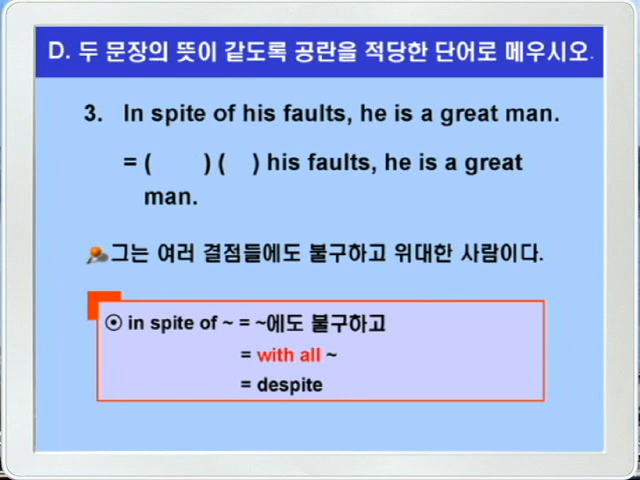 D. 두 문장의 뜻이 같도록 공란을 적당한 단어로 메우시오.
3. In spite of his faults, he is a great man.
= ( ) ( ) his faults, he is a great
man.
그는 여러 결점들에도 불구하고 위대한 사람이다.
⊙ in spite of ~ = ~에도 불구하고
= with all ~
= despite